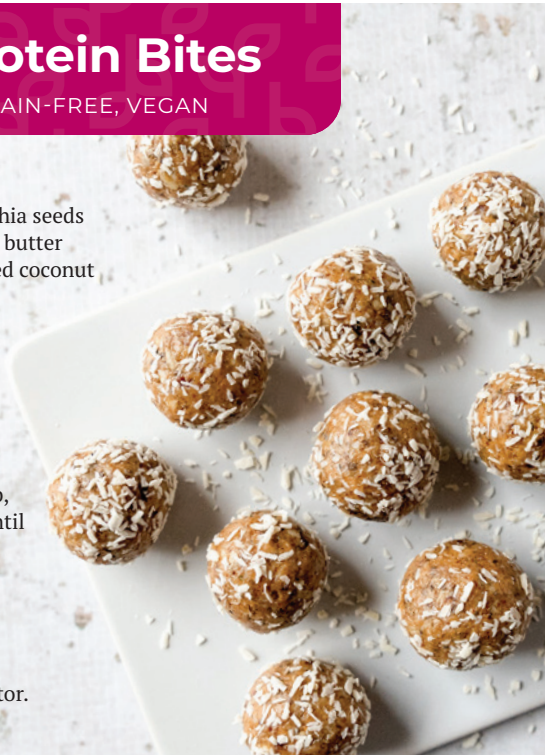 otein Bites
AIN-FREE, VEGAN
hia seeds
butter
ed coconut
o,
ntil
tor.